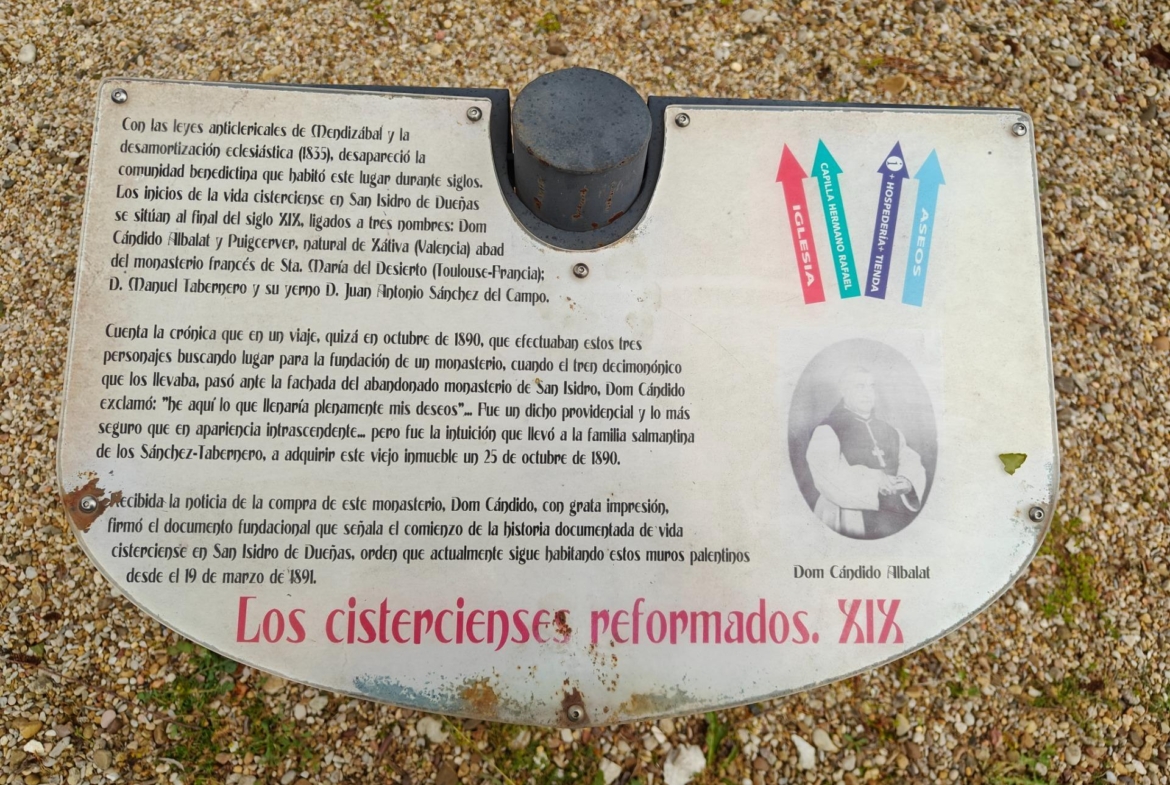 Con las leyes anticlericales de Mendizábal y la
desamortización eclesiástica (1835), desapareció la
comunidad benedictina que habitó este lugar durante siglos.
Los inicios de la vida cisterciense en San Isidro de Dueñas
se sitúan al final del siglo XIX, ligados a tres nombres: Dom
Cándido Albalat y Puigcerver, natural de Xátiva (Valencia) abad
del monasterio francés de Sta. María del Desierto (Toulouse-Francia);
D. Manuel Tabernero y su yerno D. Juan Antonio Sánchez del Campo.
Cuenta la crónica que en un viaje, quizá en octubre de 1890, que efectuaban estos tres
personajes buscando lugar para la fundación de un monasterio, cuando el tren decimonónico
que los llevaba, pasó ante la fachada del abandonado monasterio de San Isidro, Dom Cándido
exclamó: "he aquí lo que llenaría plenamente mis deseos"... Fue un dicho providencial y lo más
seguro que en apariencia intrascendente... pero fue la intuición que llevó a la familia salmantina
de los Sánchez-Tabernero, a adquirir este viejo inmueble un 25 de octubre de 1890.
Recibida la noticia de la compra de este monasterio, Dom Cándido, con grata impresión,
firmó el documento fundacional que señala el comienzo de la historia documentada de vida
cisterciense en San Isidro de Dueñas, orden que actualmente sigue habitando estos muros palentinos
desde el 19 de marzo de 1891.
IGLESIA
CAPILLA HERMANO RAFAEL
i + HOSPEDERÍA+ TIENDA
ASEOS
Dom Cándido Albalat
Los cistercienses reformados. XIX